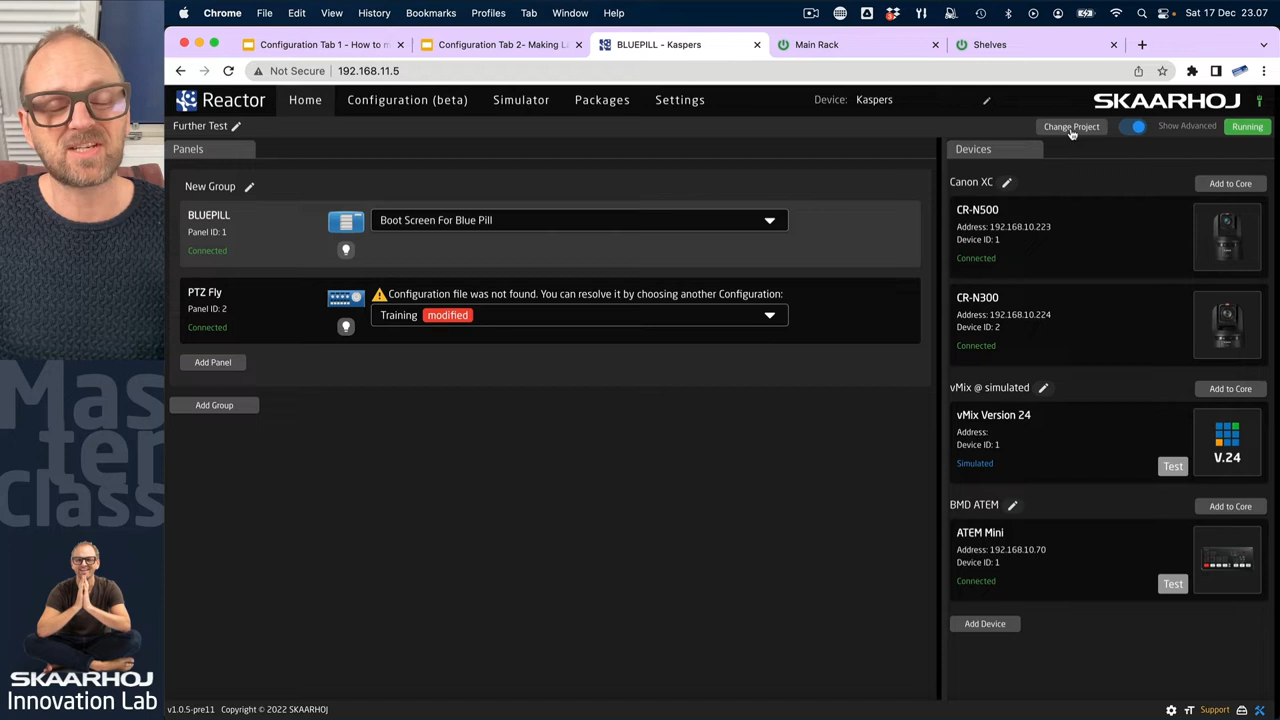 Chrome File Edit View History Bookmarks Profiles Tab Window Help Sat 17 Dec 23.07
Configuration Tab 1 - How to m Configuration Tab 2- Making L BLUEPILL - Kaspers Main Rack Shelves
Not Secure 192.168.11.5
Reactor Home Configuration (beta) Simulator Packages Settings Device: Kaspers SKAARHOJ
Further Test Change Project Show Advanced Running
Panels
Devices
New Group
BLUEPILL
Panel ID: 1
Connected
Boot Screen For Blue Pill
PTZ Fly
Panel ID: 2
Connected
Configuration file was not found. You can resolve it by choosing another Configuration:
Training modified
Add Panel
Add Group
Canon XC Add to Core
CR-N500
Address: 192.168.10.223
Device ID: 1
Connected
CR-N300
Address: 192.168.10.224
Device ID: 2
Connected
vMix @ simulated Add to Core
vMix Version 24
Address:
Device ID: 1
Simulated
Test
V.24
BMD ATEM Add to Core
ATEM Mini
Address: 192.168.10.70
Device ID: 1
Connected
Test
Add Device
Mas
ter
Class
SKAARHOJ
Innovation Lab
v1.0.5-pre11 Copyright © 2022 SKAARHOJ
Support